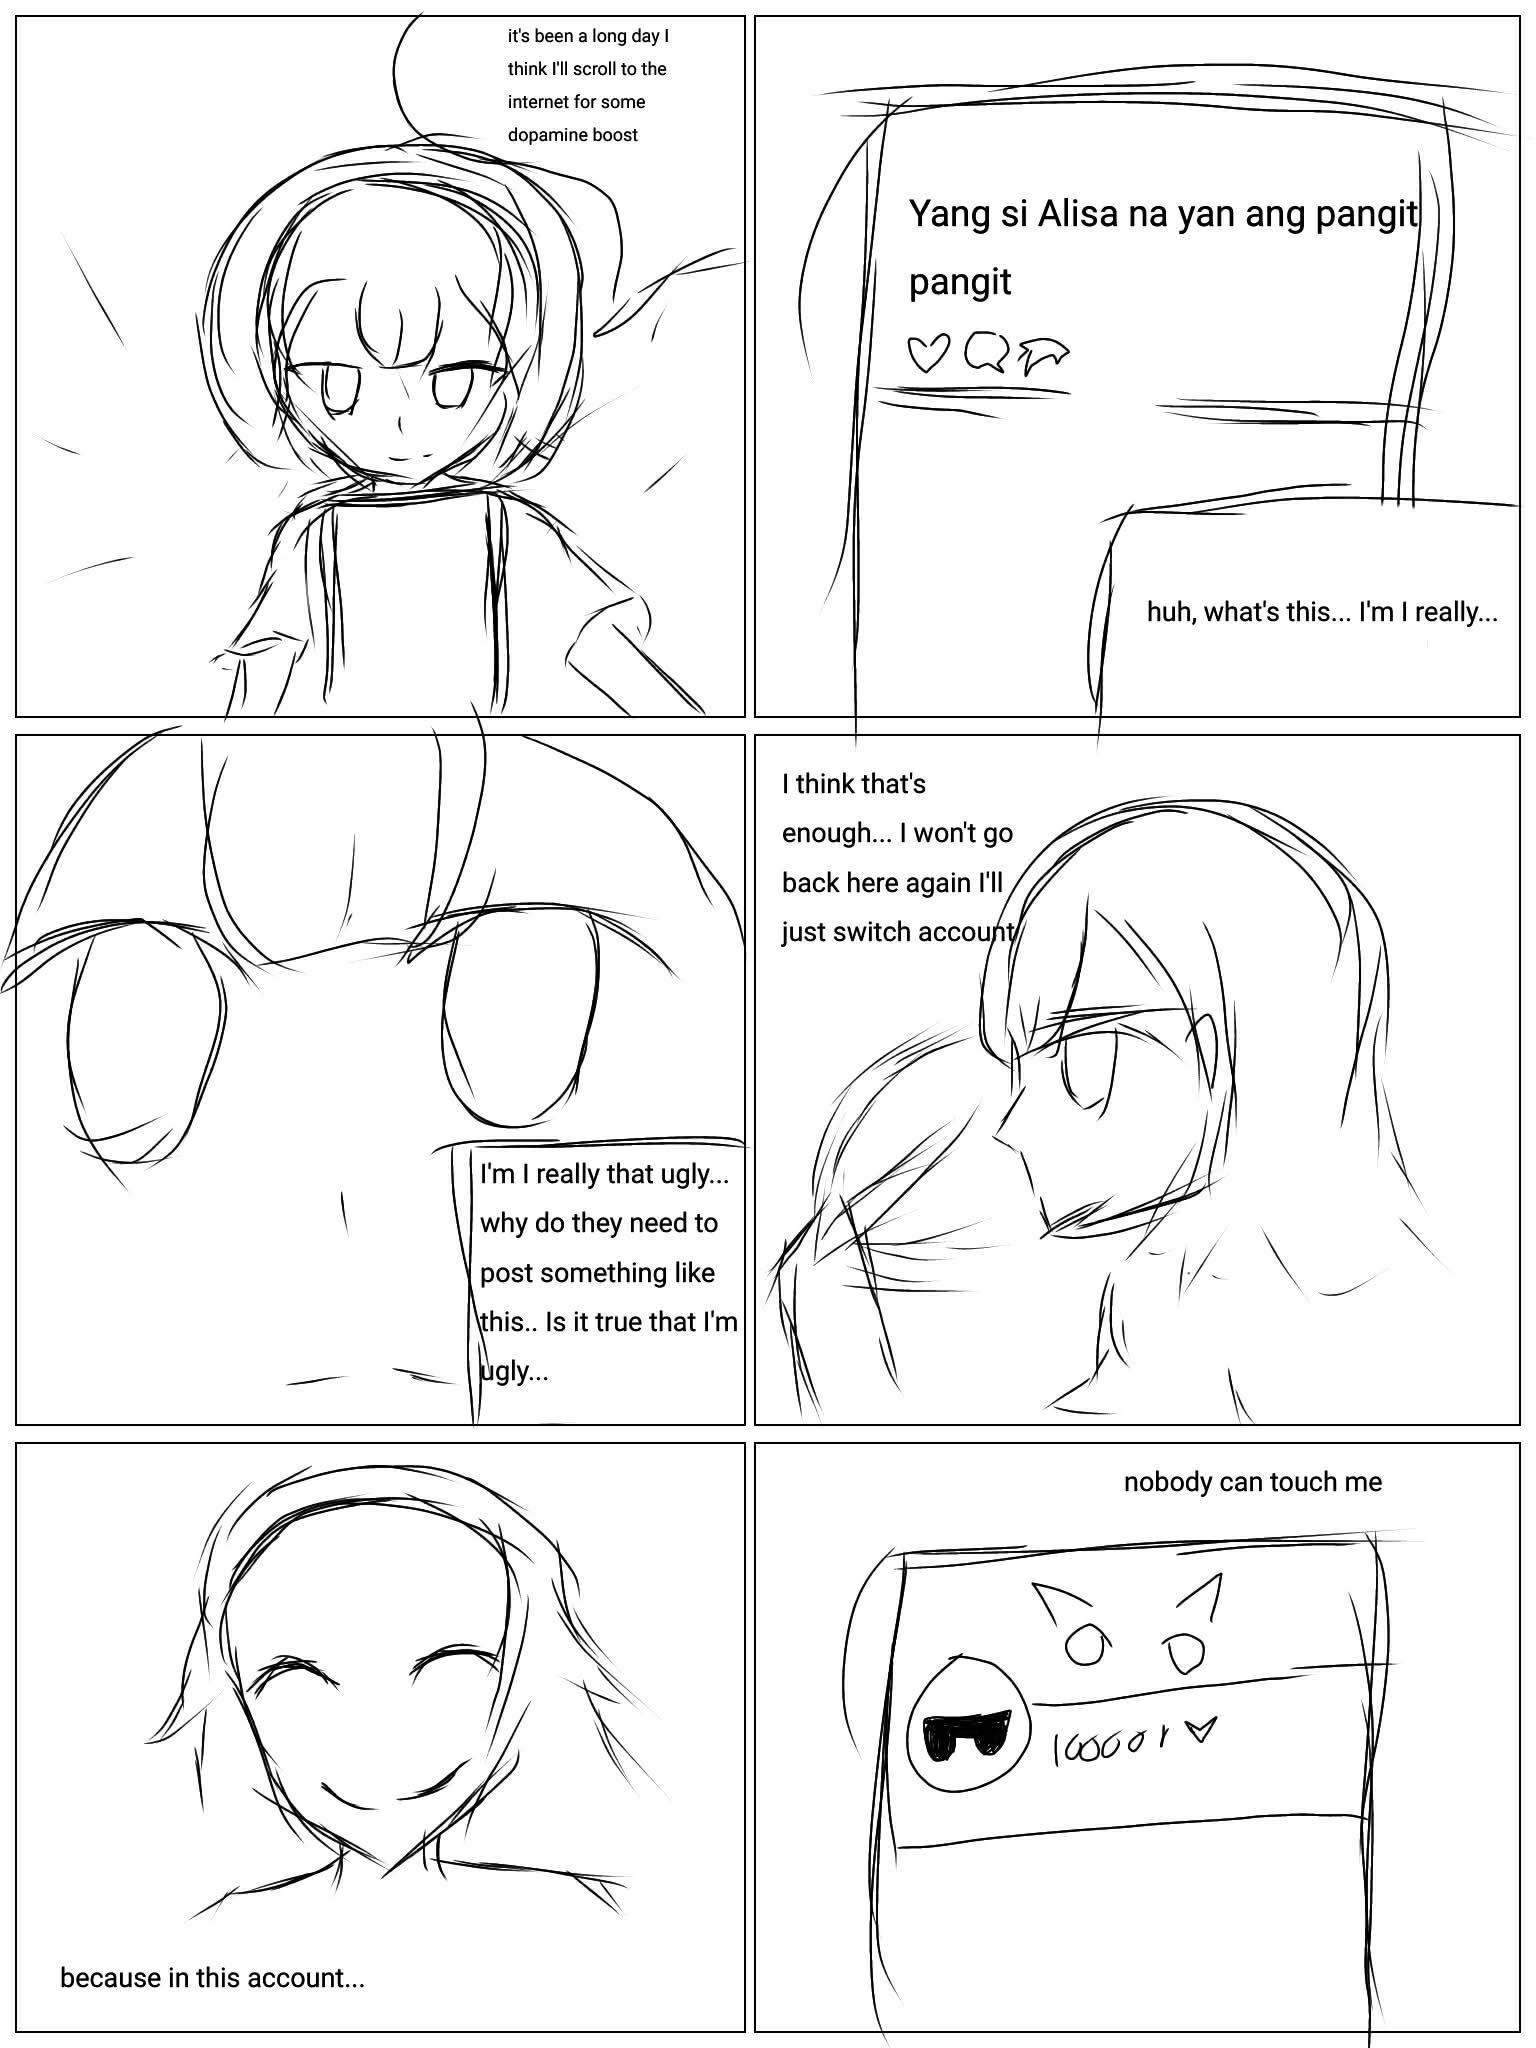 it's been a long day I
think I'll scroll to the
internet for some
dopamine boost
Yang si Alisa na yan ang pangit
pangit
huh, what's this... I'm I really...
I'm I really that ugly...
why do they need to
post something like
this.. Is it true that I'm
ugly...
I think that's
enough... I won't go
back here again I'll
just switch account
because in this account...
nobody can touch me